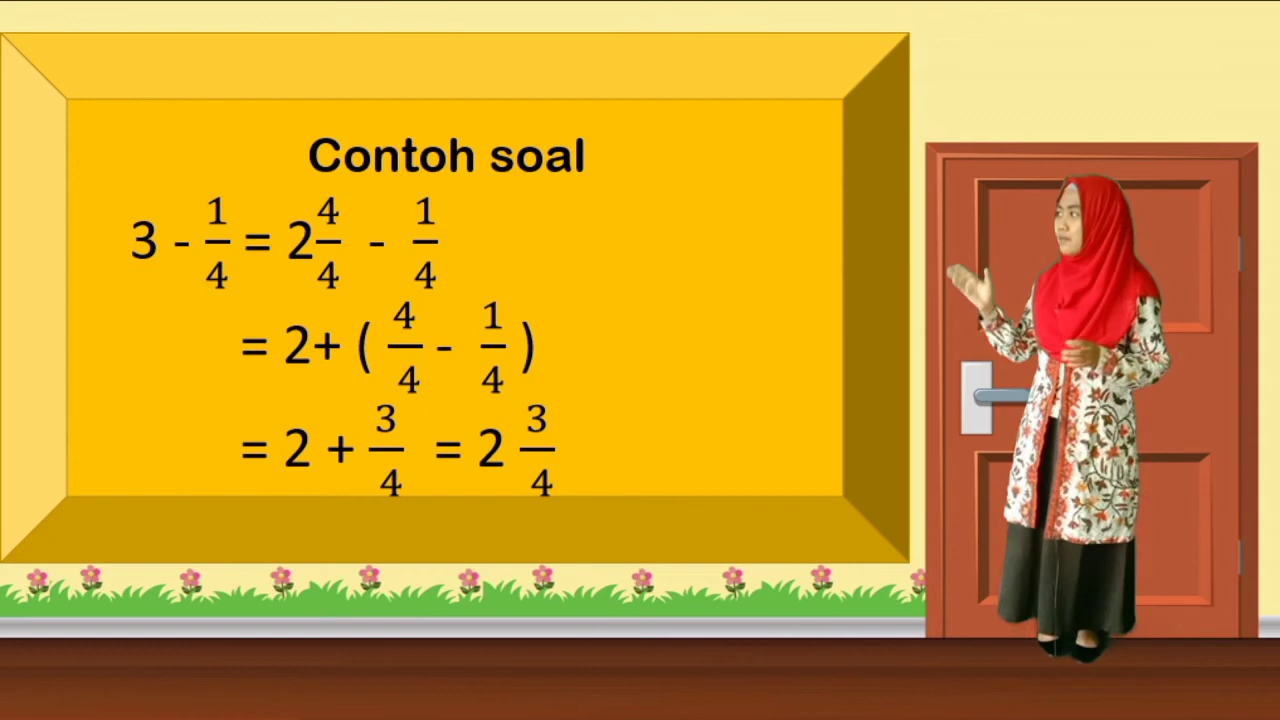 Contoh soal
3 - 1/4 = 2 4/4 - 1/4
= 2+ ( 4/4 - 1/4 )
= 2 + 3/4 = 2 3/4